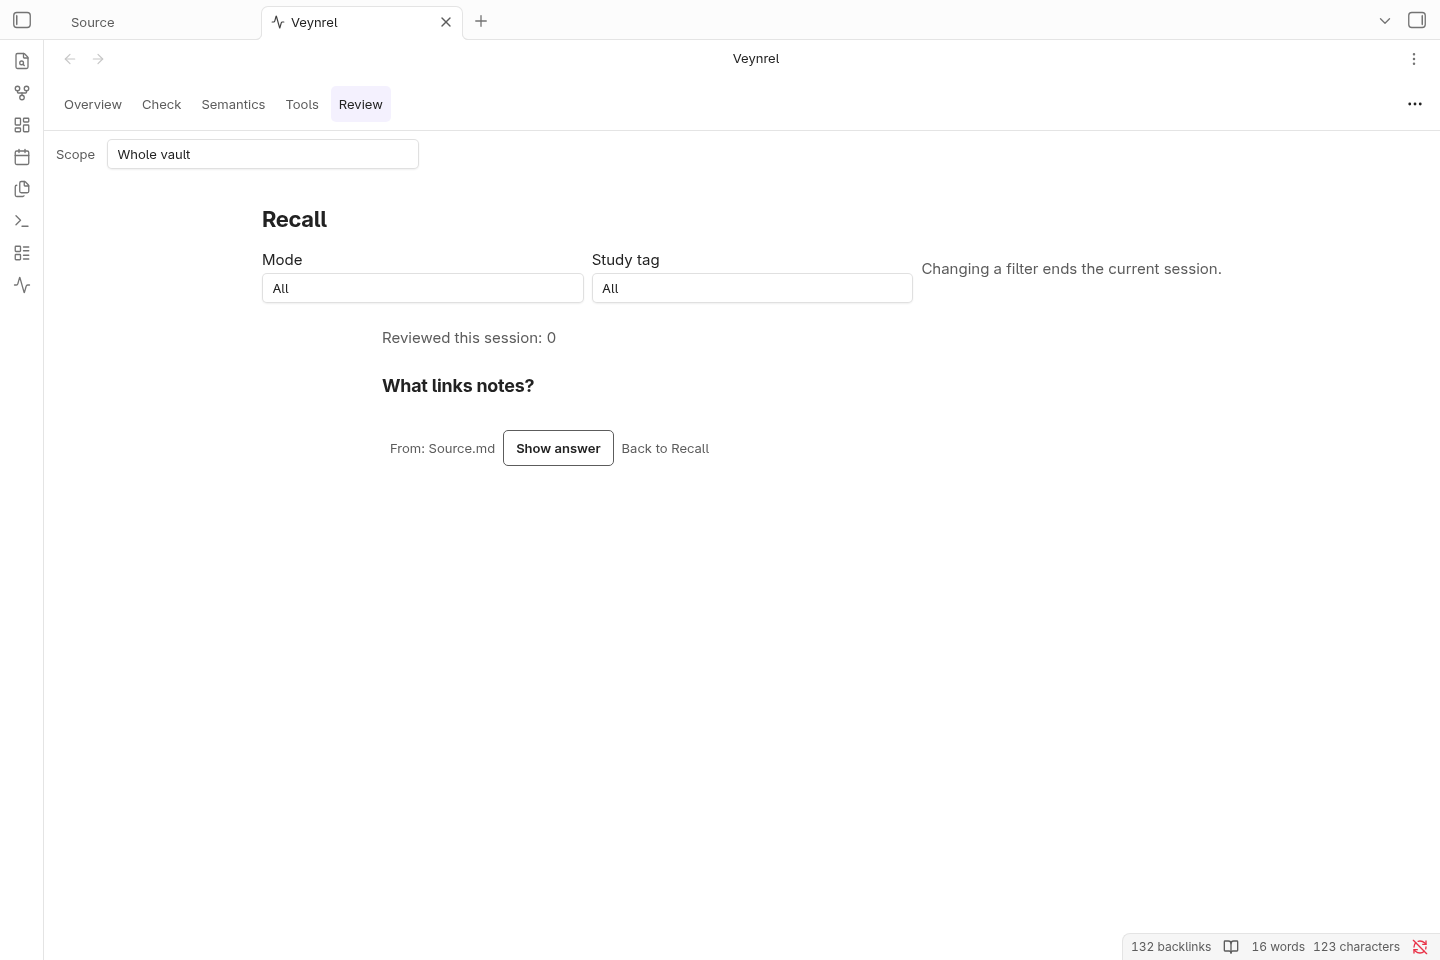 Source
Veynrel
Veynrel
Overview Check Semantics Tools Review
Scope Whole vault
Recall
Mode
All
Study tag
All
Changing a filter ends the current session.
Reviewed this session: 0
What links notes?
From: Source.md Show answer Back to Recall
132 backlinks 16 words 123 characters